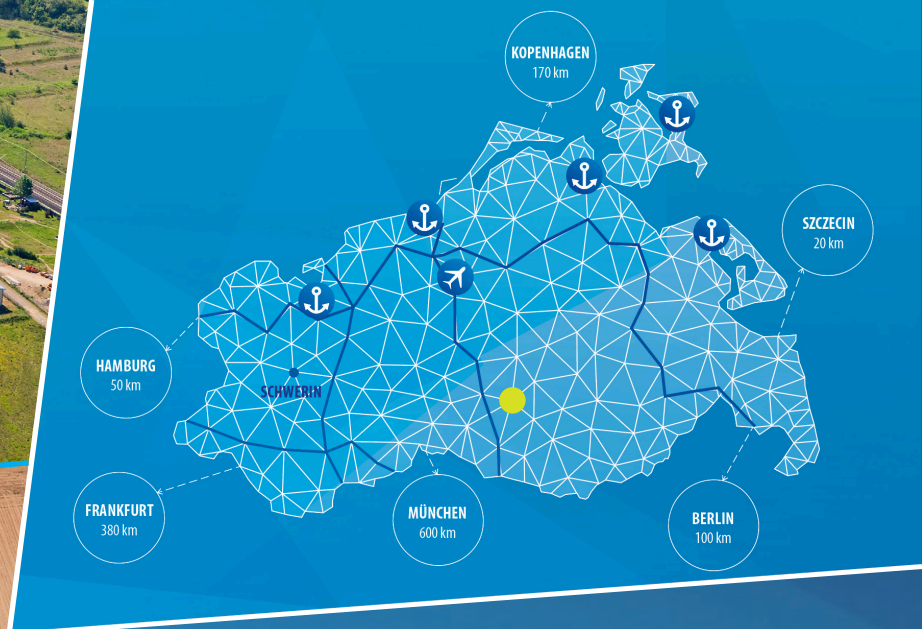 KOPENHAGEN
170 km
SZCZECIN
20 km
HAMBURG
50 km
SCHWERIN
FRANKFURT
380 km
MÜNCHEN
600 km
BERLIN
100 km